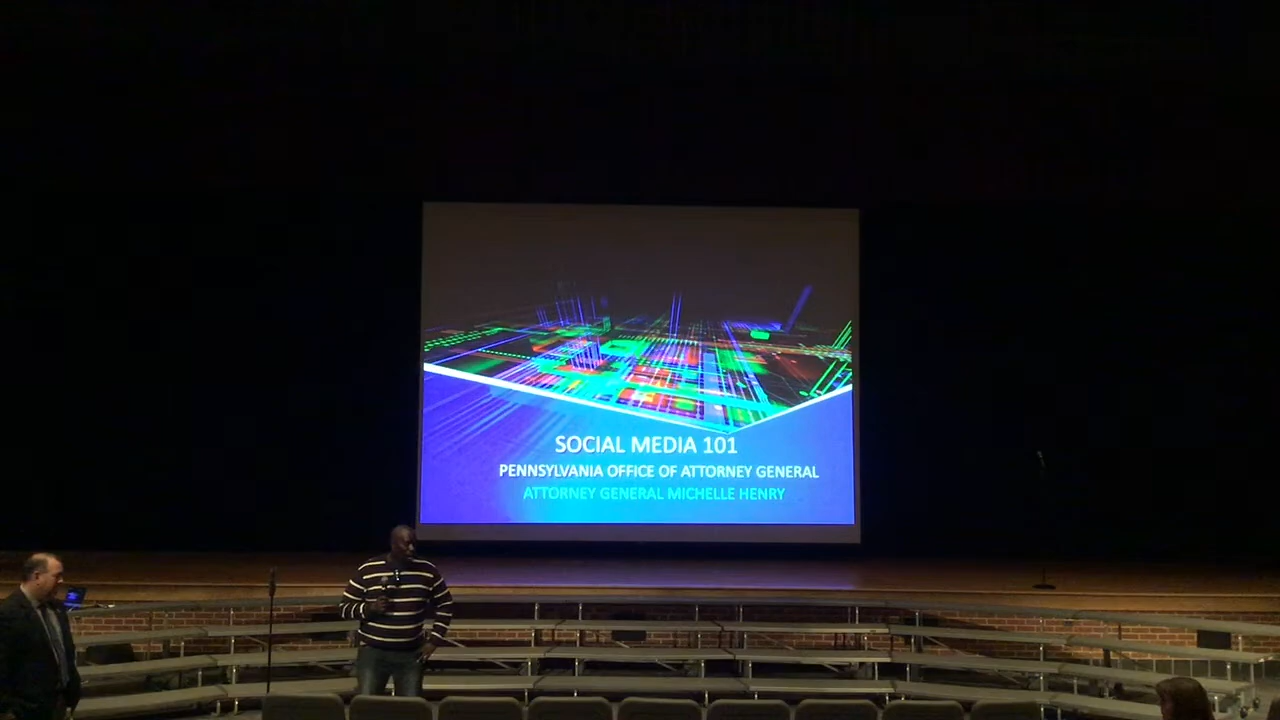 SOCIAL MEDIA 101
PENNSYLVANIA OFFICE OF ATTORNEY GENERAL
ATTORNEY GENERAL MICHELLE HENRY